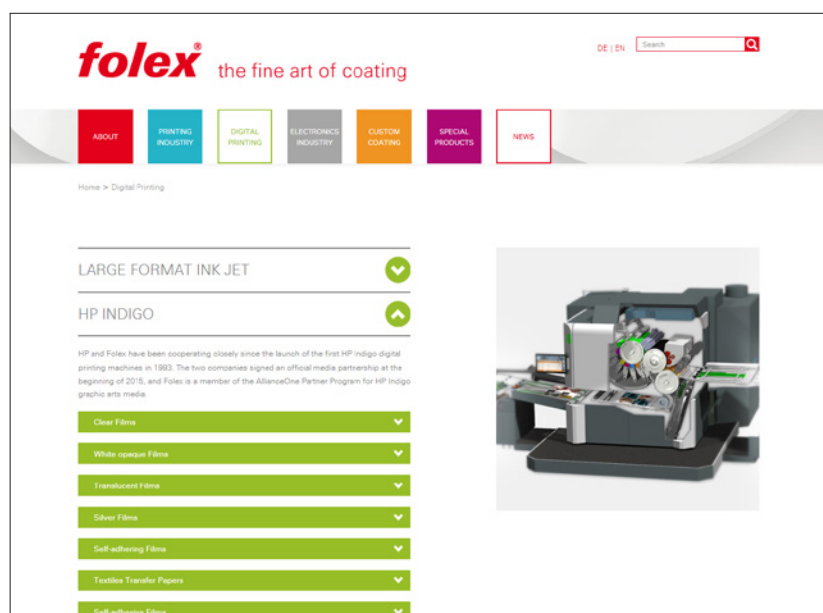 folex®
the fine art of coating
DE | EN
Search
ABOUT
PRINTING
INDUSTRY
DIGITAL
PRINTING
ELECTRONICS
INDUSTRY
CUSTOM
COATING
SPECIAL
PRODUCTS
NEWS
Home > Digital Printing
LARGE FORMAT INK JET
HP INDIGO
HP and Folex have been cooperating closely since the launch of the first HP Indigo digital
printing machines in 1993. The two companies signed an official media partnership at the
beginning of 2015, and Folex is a member of the AllianceOne Partner Program for HP Indigo
graphic arts media.
Clear Films
White opaque Films
Translucent Films
Silver Films
Self-adhering Films
Textiles Transfer Papers
Self-adhesive Films